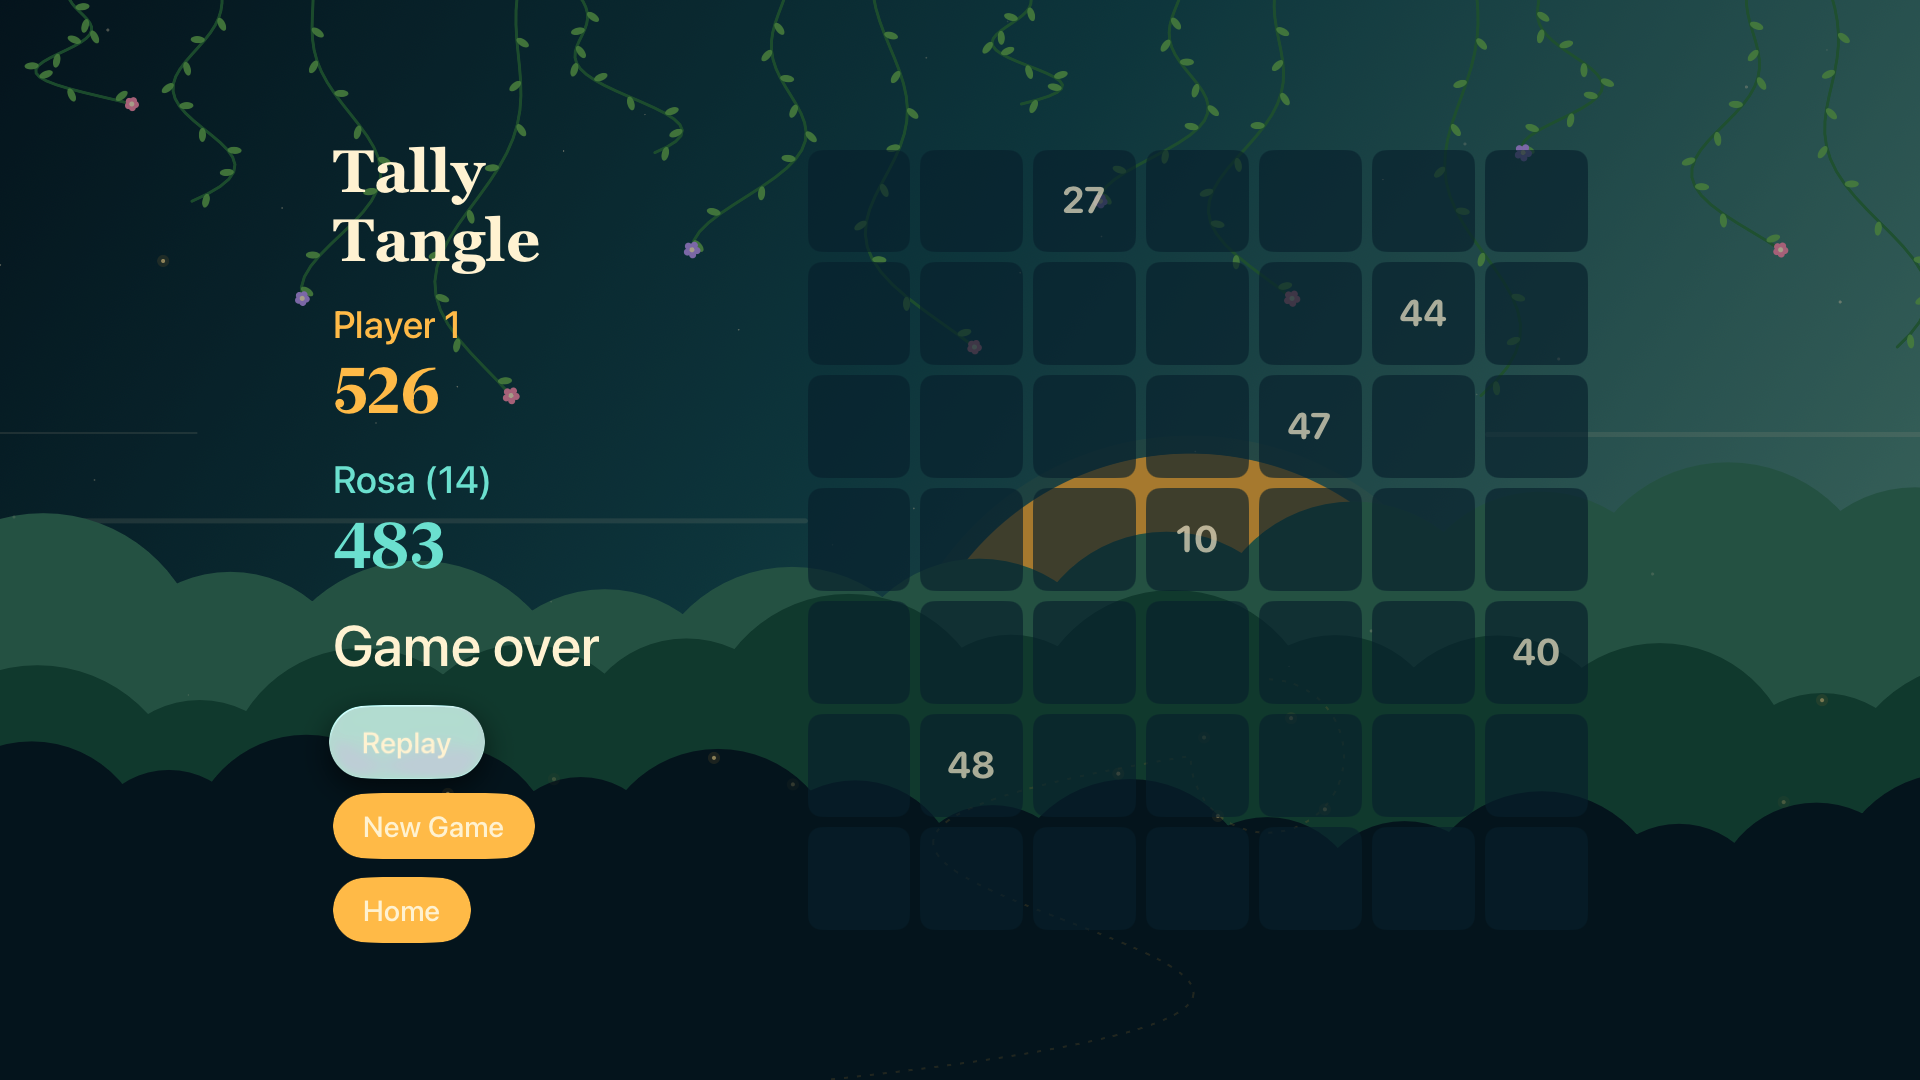 Tally
Tangle
Player 1
526
Rosa (14)
483
Game over
Replay
New Game
Home
27
44
47
10
40
48